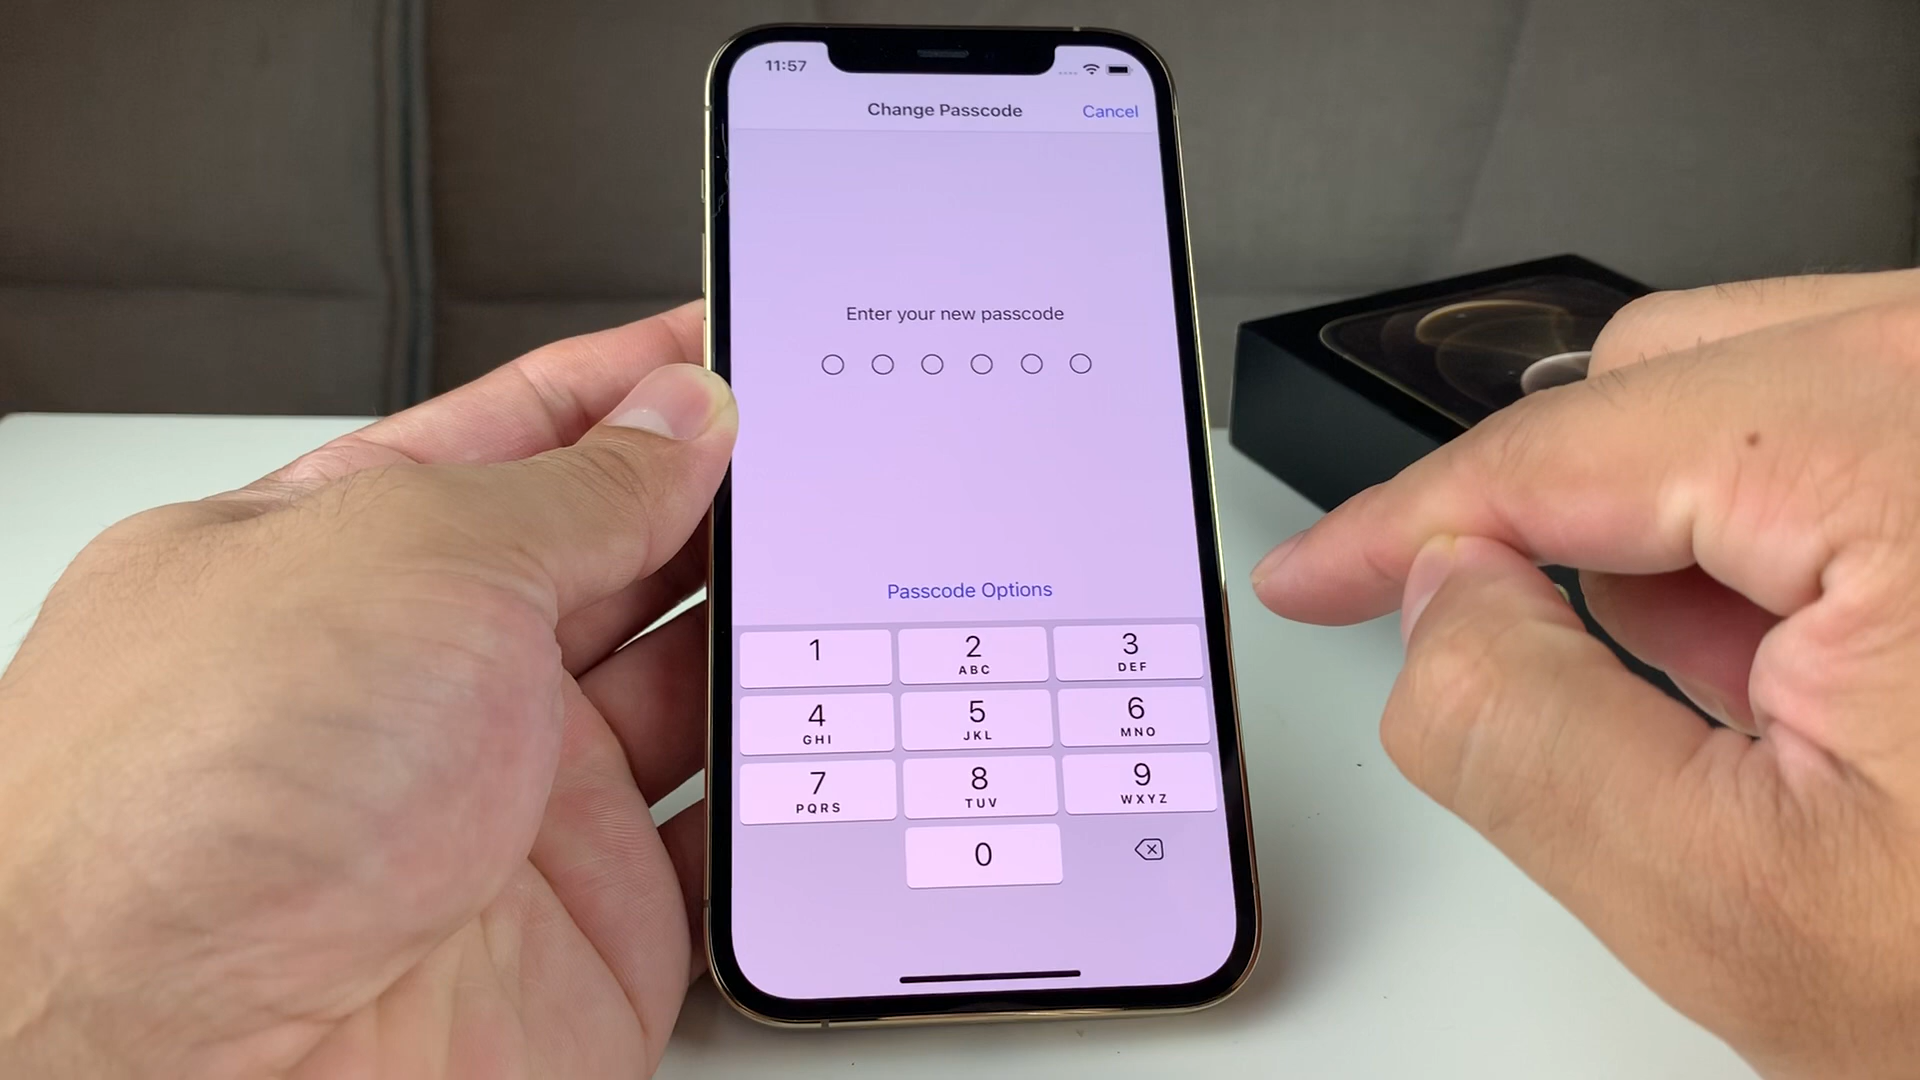 11:57
Change Passcode Cancel
Enter your new passcode
Passcode Options
1 2 3
ABC DEF
4 5 6
GHI JKL MNO
7 8 9
PQRS TUV WXYZ
0